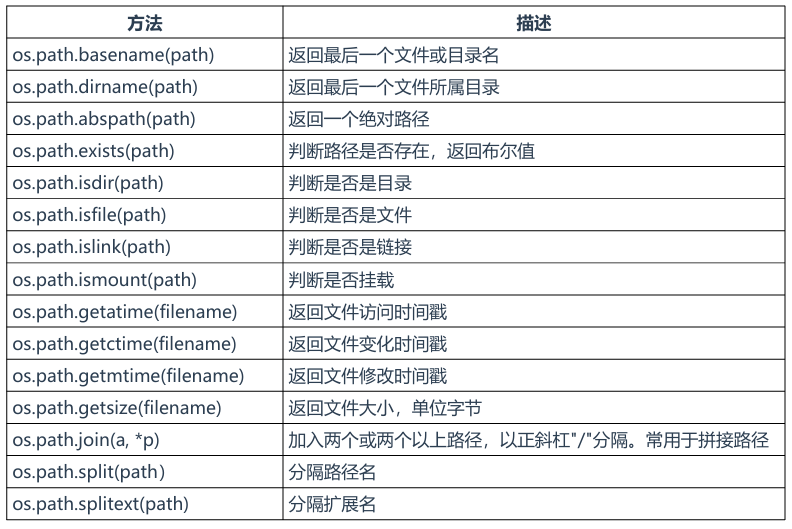 方法 描述
os.path.basename(path) 返回最后一个文件或目录名
os.path.dirname(path) 返回最后一个文件所属目录
os.path.abspath(path) 返回一个绝对路径
os.path.exists(path) 判断路径是否存在，返回布尔值
os.path.isdir(path) 判断是否是目录
os.path.isfile(path) 判断是否是文件
os.path.islink(path) 判断是否是链接
os.path.ismount(path) 判断是否挂载
os.path.getatime(filename) 返回文件访问时间戳
os.path.getctime(filename) 返回文件变化时间戳
os.path.getmtime(filename) 返回文件修改时间戳
os.path.getsize(filename) 返回文件大小，单位字节
os.path.join(a, *p) 加入两个或两个以上路径，以正斜杠"/"分隔。常用于拼接路径
os.path.split(path） 分隔路径名
os.path.splitext(path) 分隔扩展名